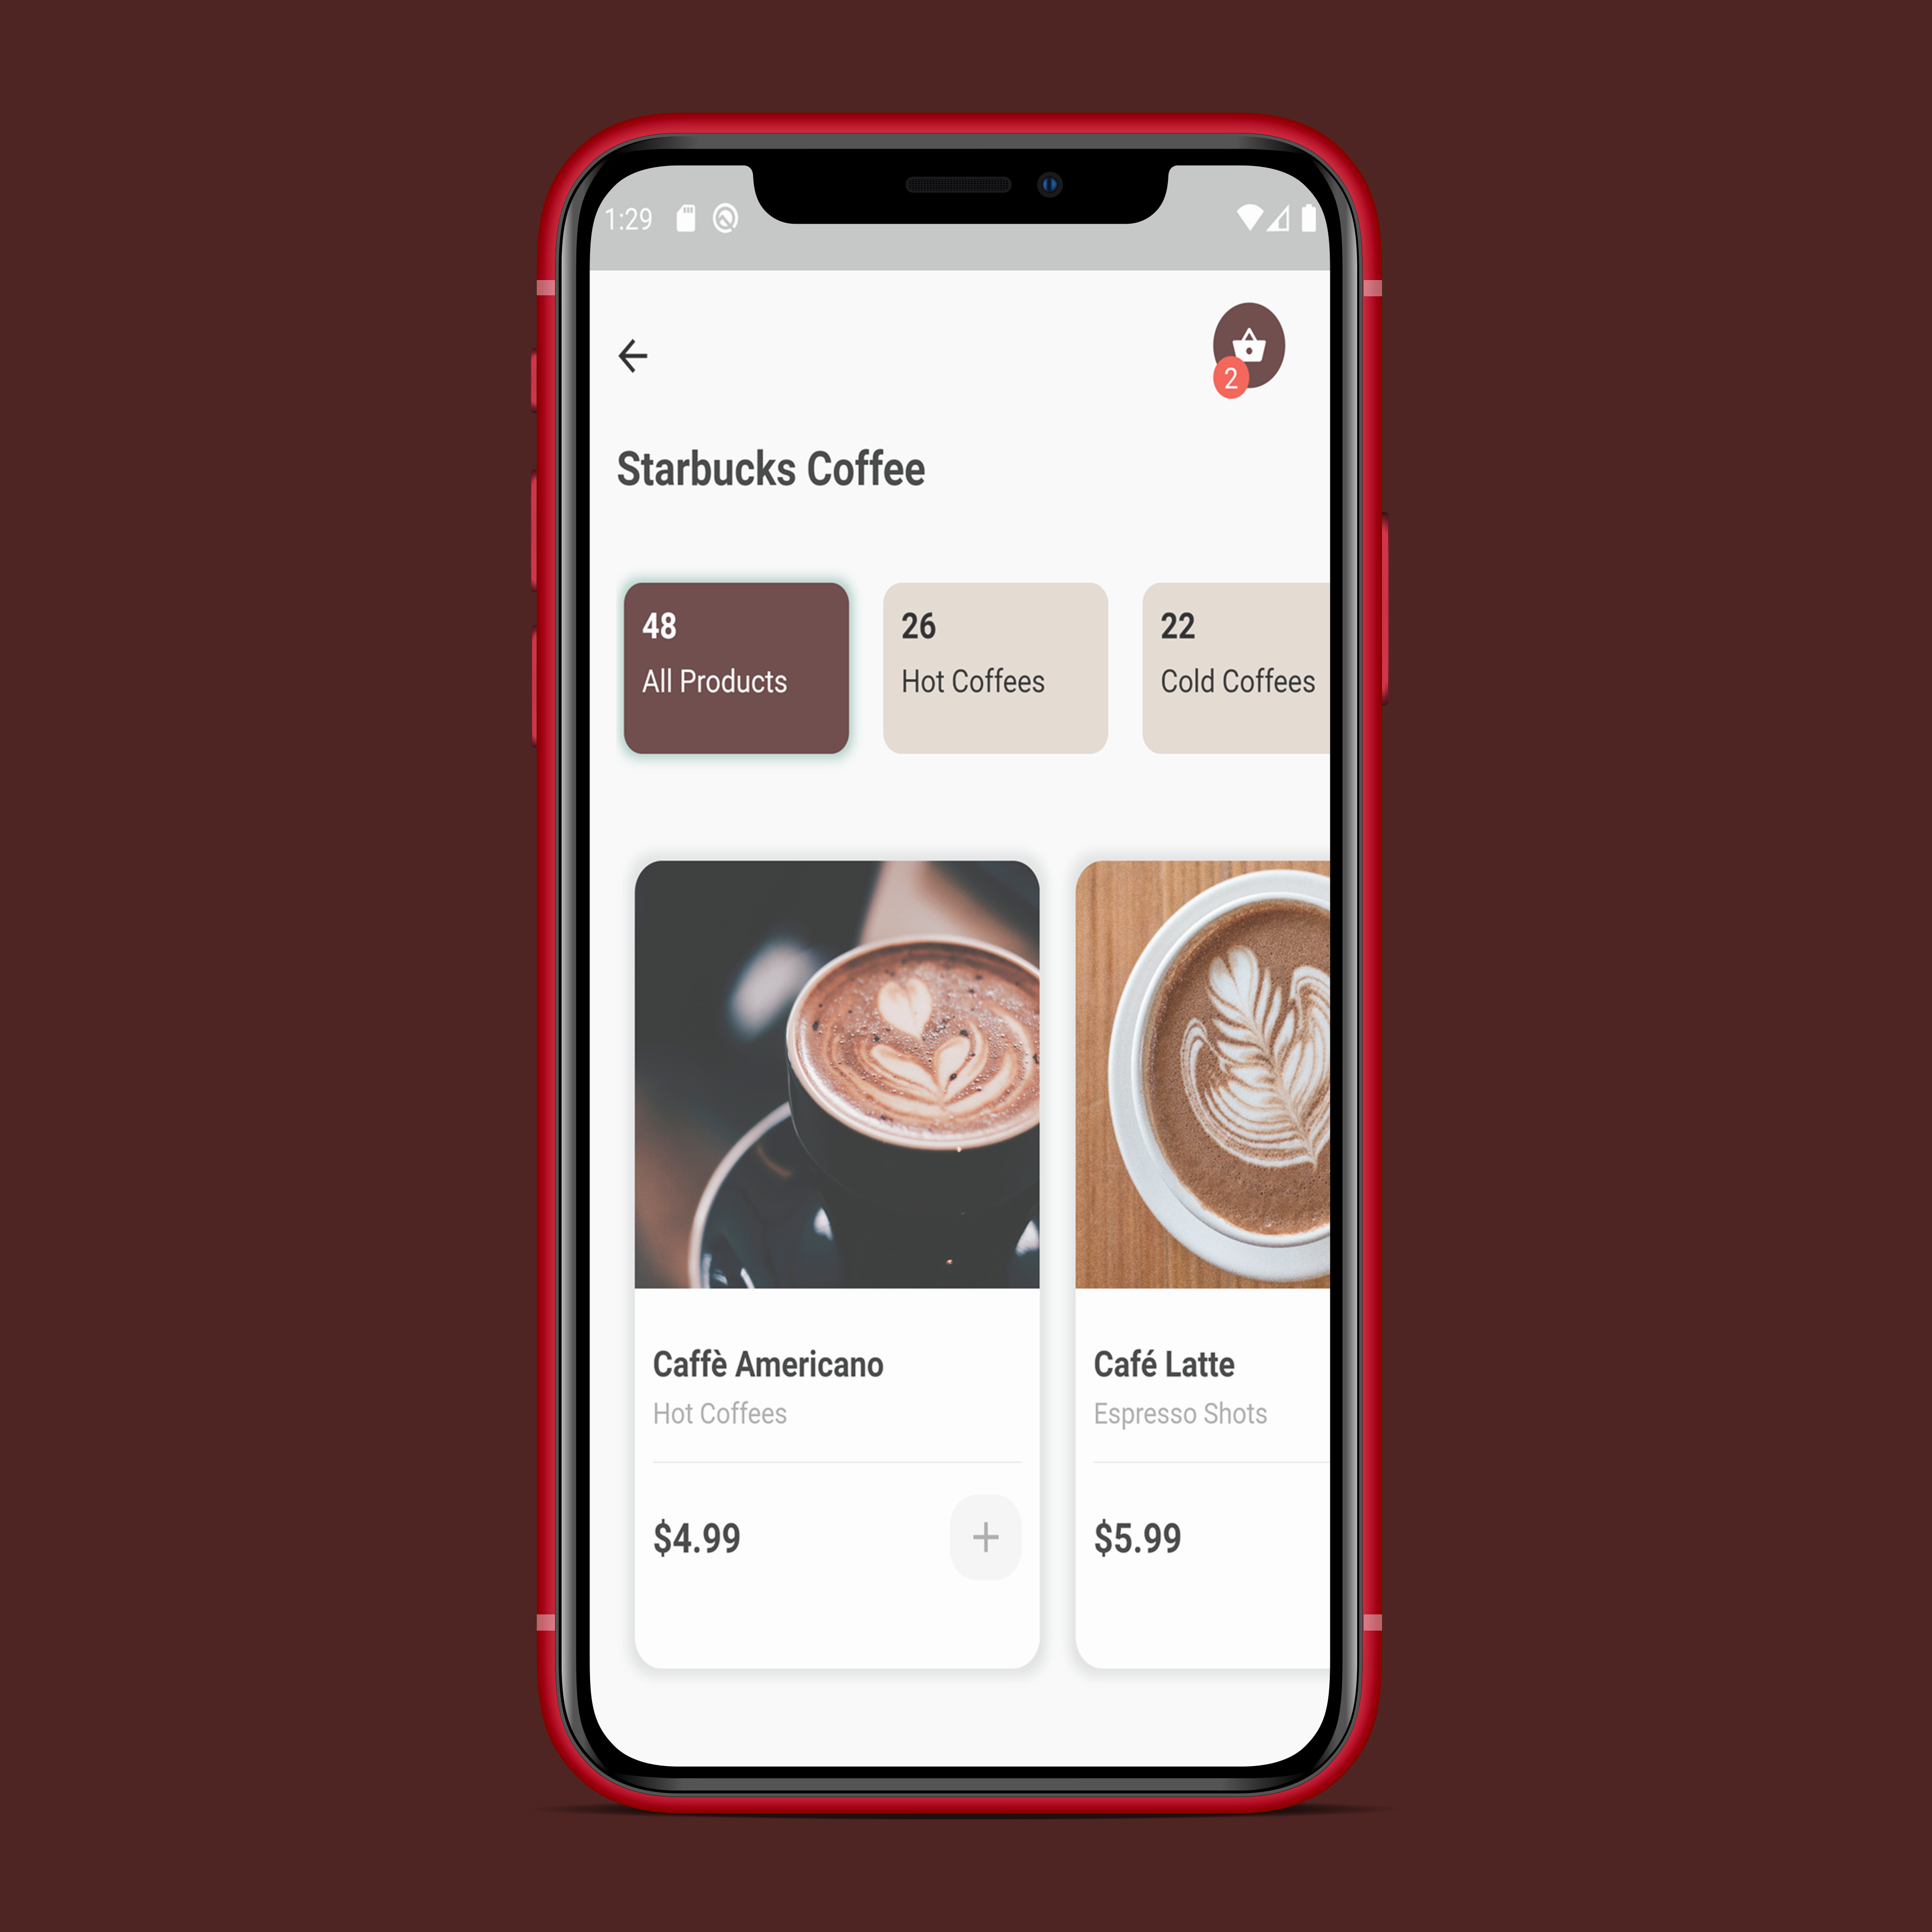 1:29
2
Starbucks Coffee
48
All Products
26
Hot Coffees
22
Cold Coffees
Caffè Americano
Hot Coffees
$4.99
+
Café Latte
Espresso Shots
$5.99